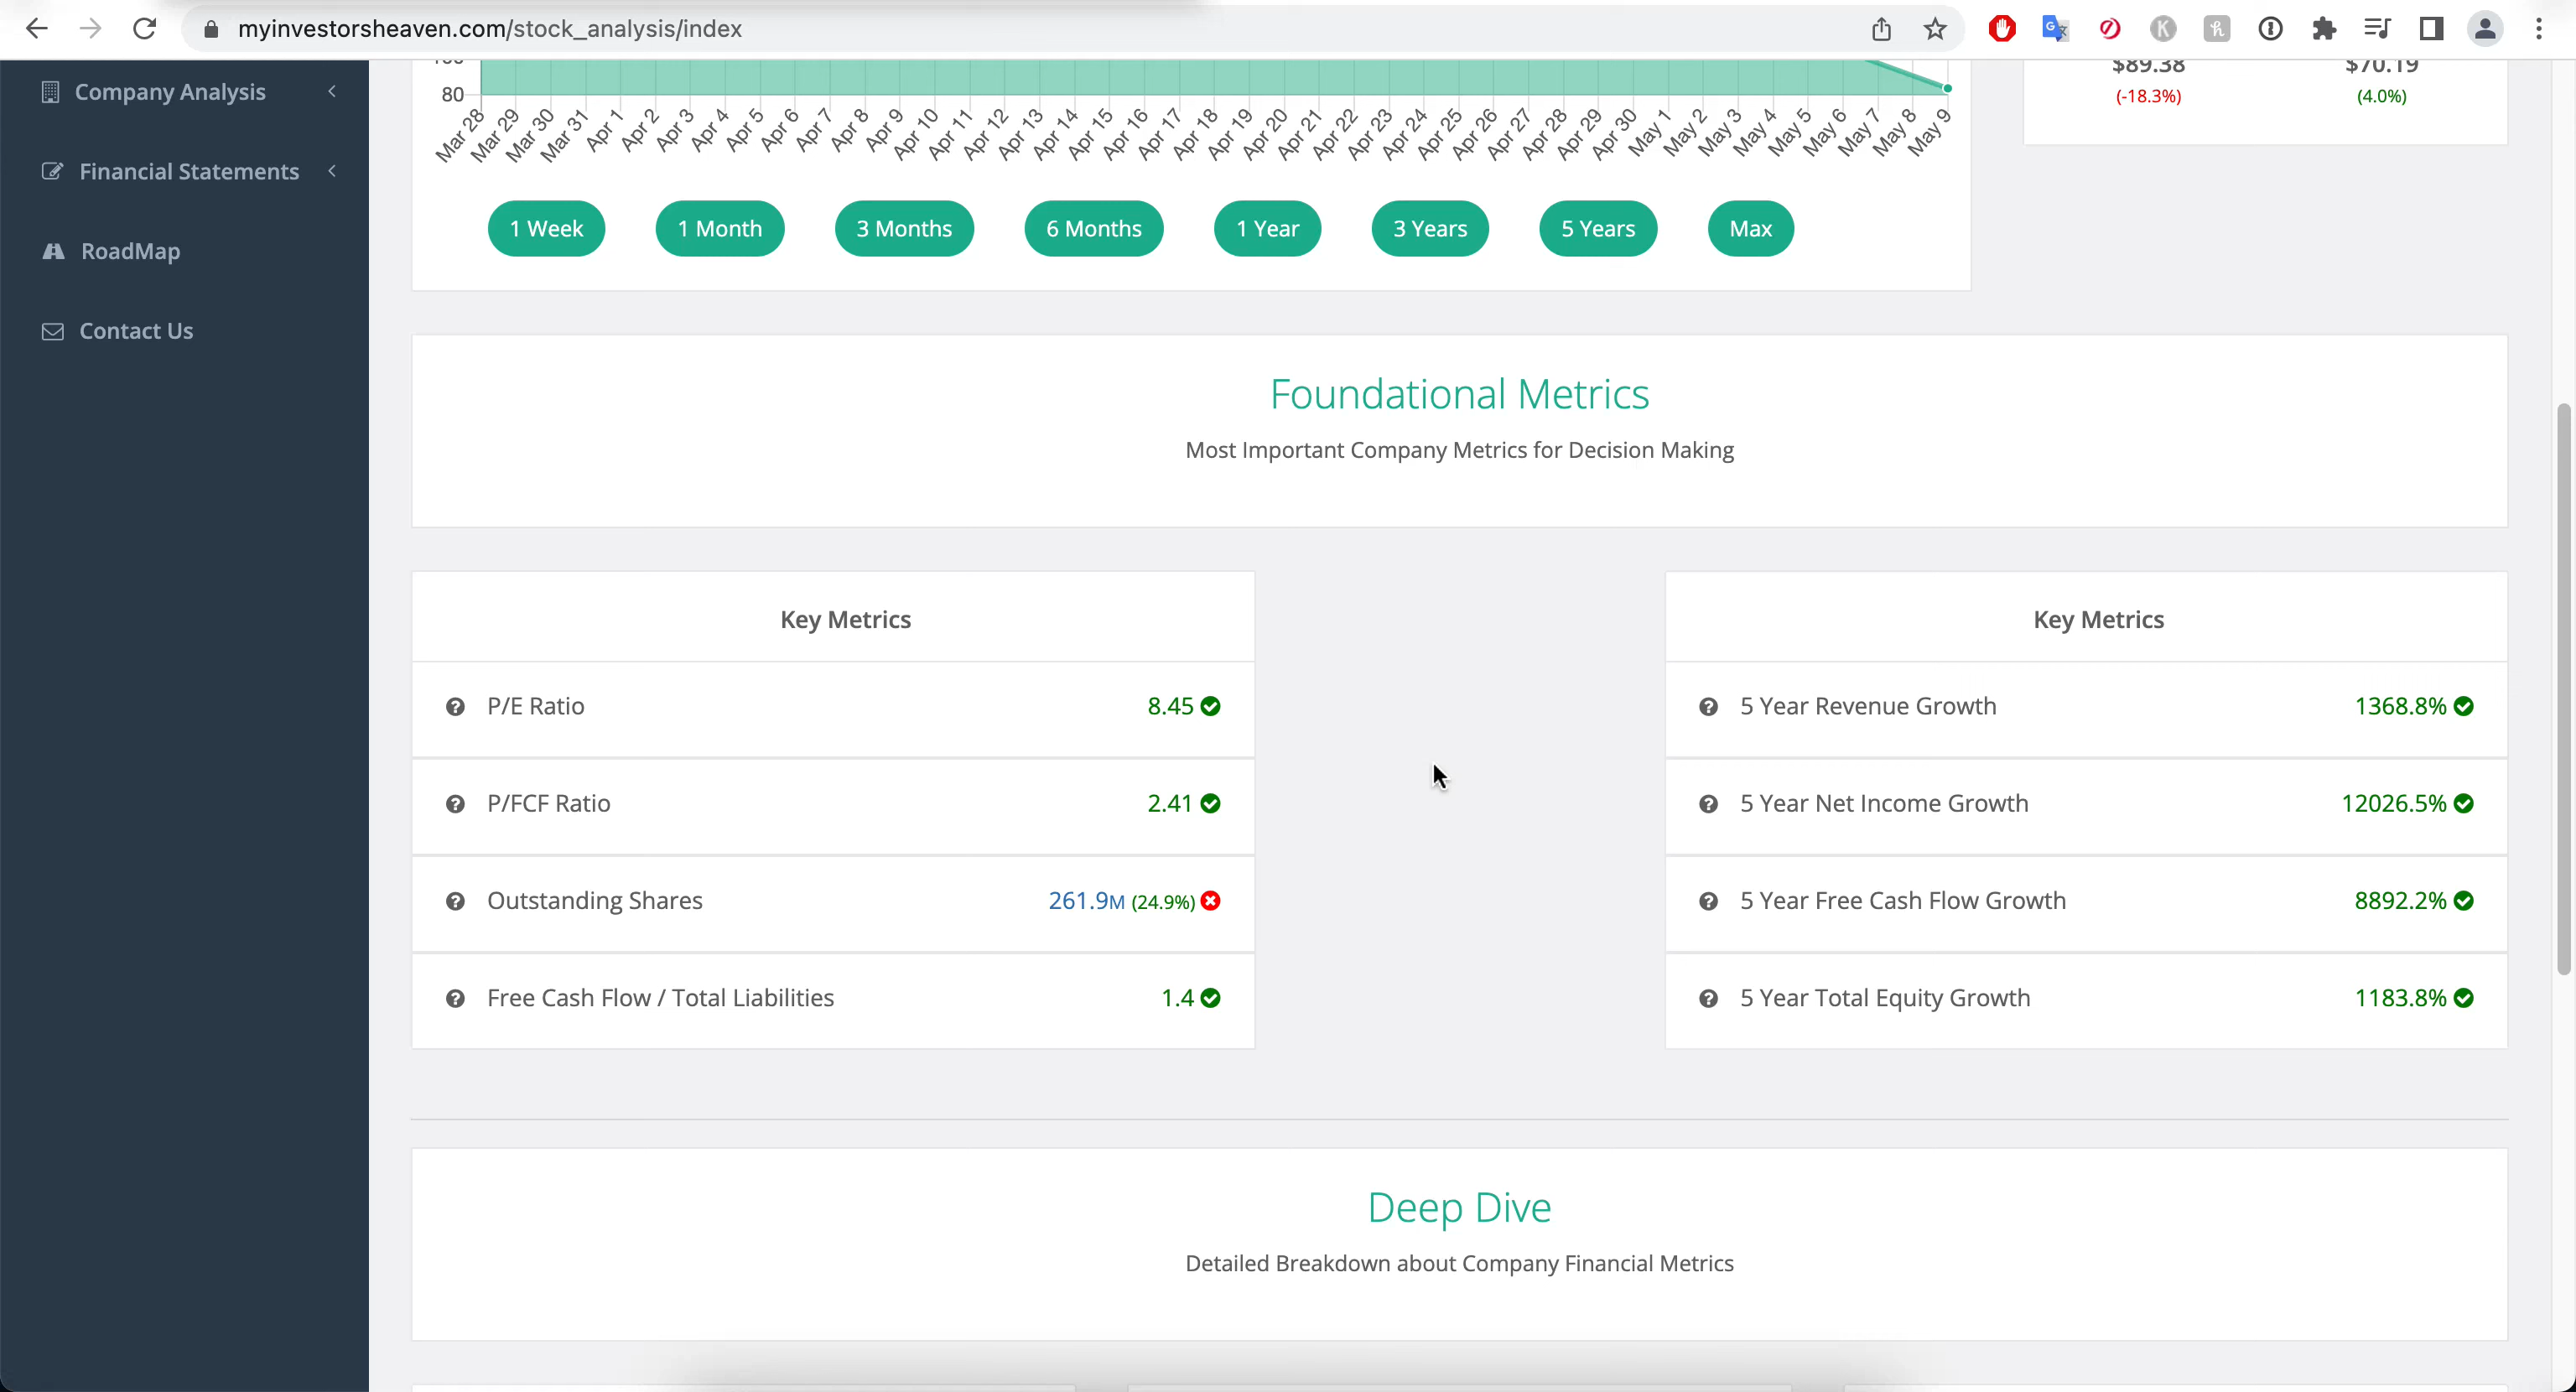 myinvestorsheaven.com/stock_analysis/index
Company Analysis
Financial Statements
RoadMap
Contact Us
80
Mar 28 Mar 29 Mar 30 Mar 31 Apr 1 Apr 2 Apr 3 Apr 4 Apr 5 Apr 6 Apr 7 Apr 8 Apr 9 Apr 10 Apr 11 Apr 12 Apr 13 Apr 14 Apr 15 Apr 16 Apr 17 Apr 18 Apr 19 Apr 20 Apr 21 Apr 22 Apr 23 Apr 24 Apr 25 Apr 26 Apr 27 Apr 28 Apr 29 Apr 30 May 1 May 2 May 3 May 4 May 5 May 6 May 7 May 8 May 9
$89.38 $70.19
(-18.3%) (4.0%)
1 Week 1 Month 3 Months 6 Months 1 Year 3 Years 5 Years Max
Foundational Metrics
Most Important Company Metrics for Decision Making
Key Metrics
P/E Ratio 8.45
P/FCF Ratio 2.41
Outstanding Shares 261.9M (24.9%)
Free Cash Flow / Total Liabilities 1.4
Key Metrics
5 Year Revenue Growth 1368.8%
5 Year Net Income Growth 12026.5%
5 Year Free Cash Flow Growth 8892.2%
5 Year Total Equity Growth 1183.8%
Deep Dive
Detailed Breakdown about Company Financial Metrics